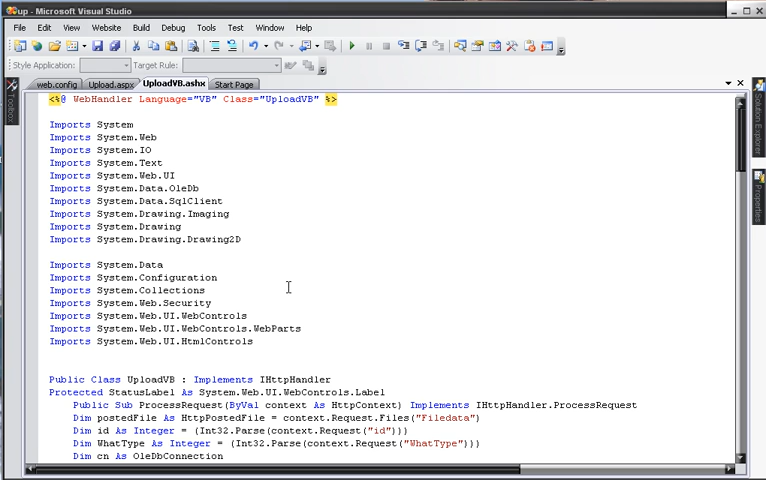 up - Microsoft Visual Studio
File Edit View Website Build Debug Tools Test Window Help
Style Application: Target Rule:
web.config Upload.aspx UploadVB.ashx Start Page
Toolbox
Solution Explorer
Properties
<%@ WebHandler Language="VB" Class="UploadVB" %>
Imports System
Imports System.Web
Imports System.IO
Imports System.Text
Imports System.Web.UI
Imports System.Data.OleDb
Imports System.Data.SqlClient
Imports System.Drawing.Imaging
Imports System.Drawing
Imports System.Drawing.Drawing2D
Imports System.Data
Imports System.Configuration
Imports System.Collections
Imports System.Web.Security
Imports System.Web.UI.WebControls
Imports System.Web.UI.WebControls.WebParts
Imports System.Web.UI.HtmlControls
Public Class UploadVB : Implements IHttpHandler
Protected StatusLabel As System.Web.UI.WebControls.Label
Public Sub ProcessRequest(ByVal context As HttpContext) Implements IHttpHandler.ProcessRequest
Dim postedFile As HttpPostedFile = context.Request.Files("Filedata")
Dim id As Integer = (Int32.Parse(context.Request("id")))
Dim WhatType As Integer = (Int32.Parse(context.Request("WhatType")))
Dim cn As OleDbConnection